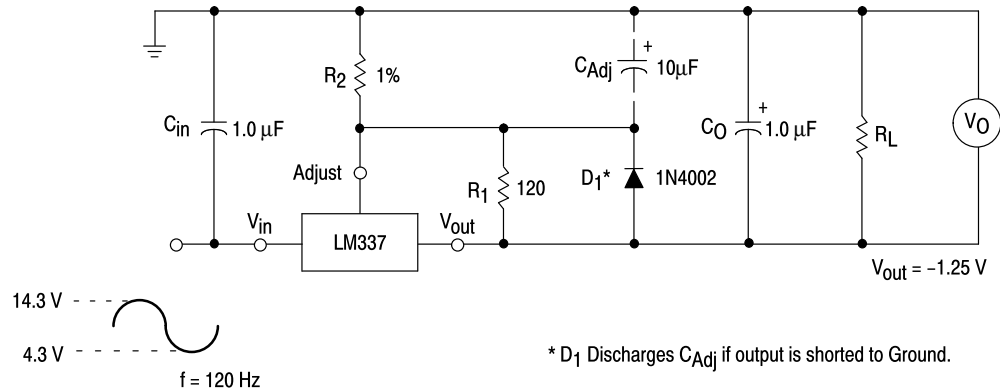 R2 1%
CAdj + 10µF
Cin 1.0 µF
CO + 1.0 µF
RL
VO
Adjust
R1 120
D1* 1N4002
Vin
LM337
Vout
Vout = –1.25 V
14.3 V
4.3 V
f = 120 Hz
* D1 Discharges CAdj if output is shorted to Ground.